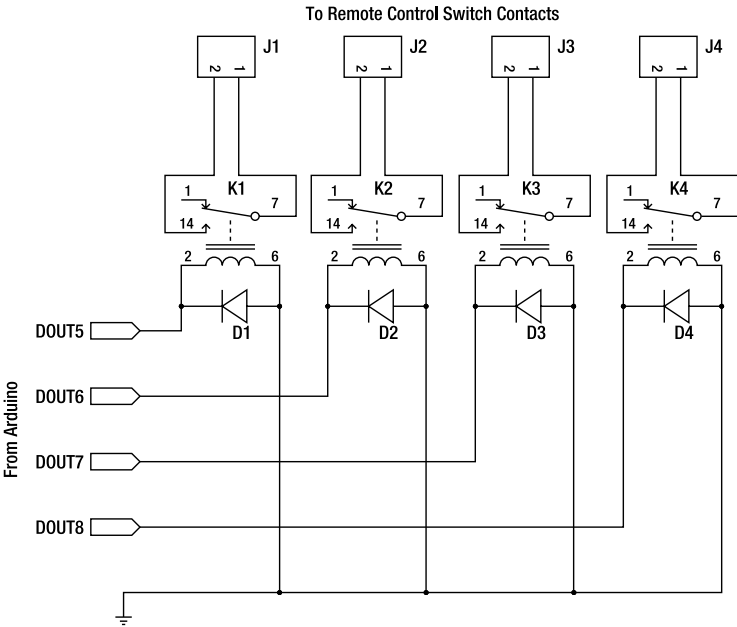 To Remote Control Switch Contacts
J1 J2 J3 J4
2 1 2 1 2 1 2 1
K1 K2 K3 K4
1 7 1 7 1 7 1 7
14 14 14 14
2 6 2 6 2 6 2 6
D1 D2 D3 D4
DOUT5
DOUT6
DOUT7
DOUT8
From Arduino